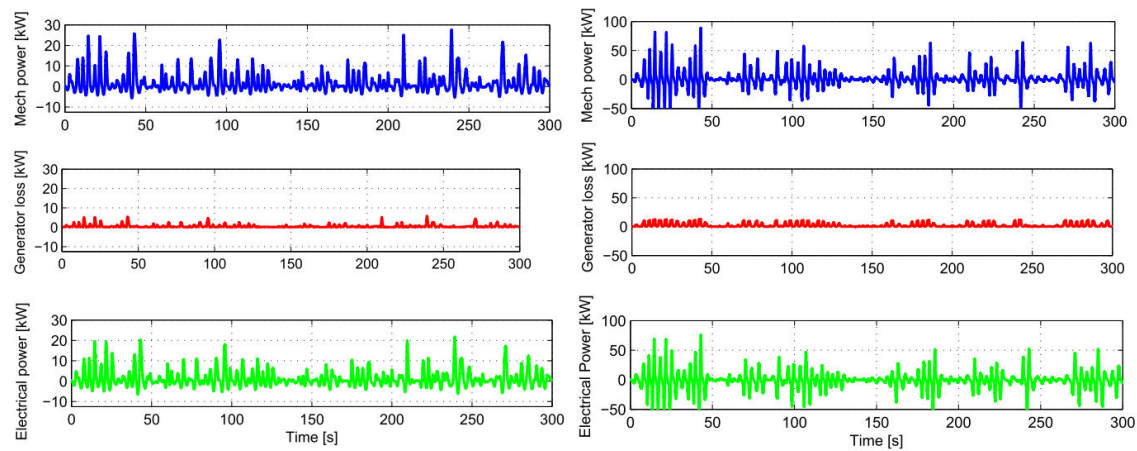 Mech power [kW]
30
20
10
0
−10
0 50 100 150 200 250 300
Generator loss [kW]
30
20
10
0
−10
0 50 100 150 200 250 300
Electrical power [kW]
30
20
10
0
−10
0 50 100 150 200 250 300
Time [s]
Mech power [kW]
100
50
0
−50
0 50 100 150 200 250 300
Generator loss [kW]
100
50
0
−50
0 50 100 150 200 250 300
Electrical Power [kW]
100
50
0
−50
0 50 100 150 200 250 300
Time [s]